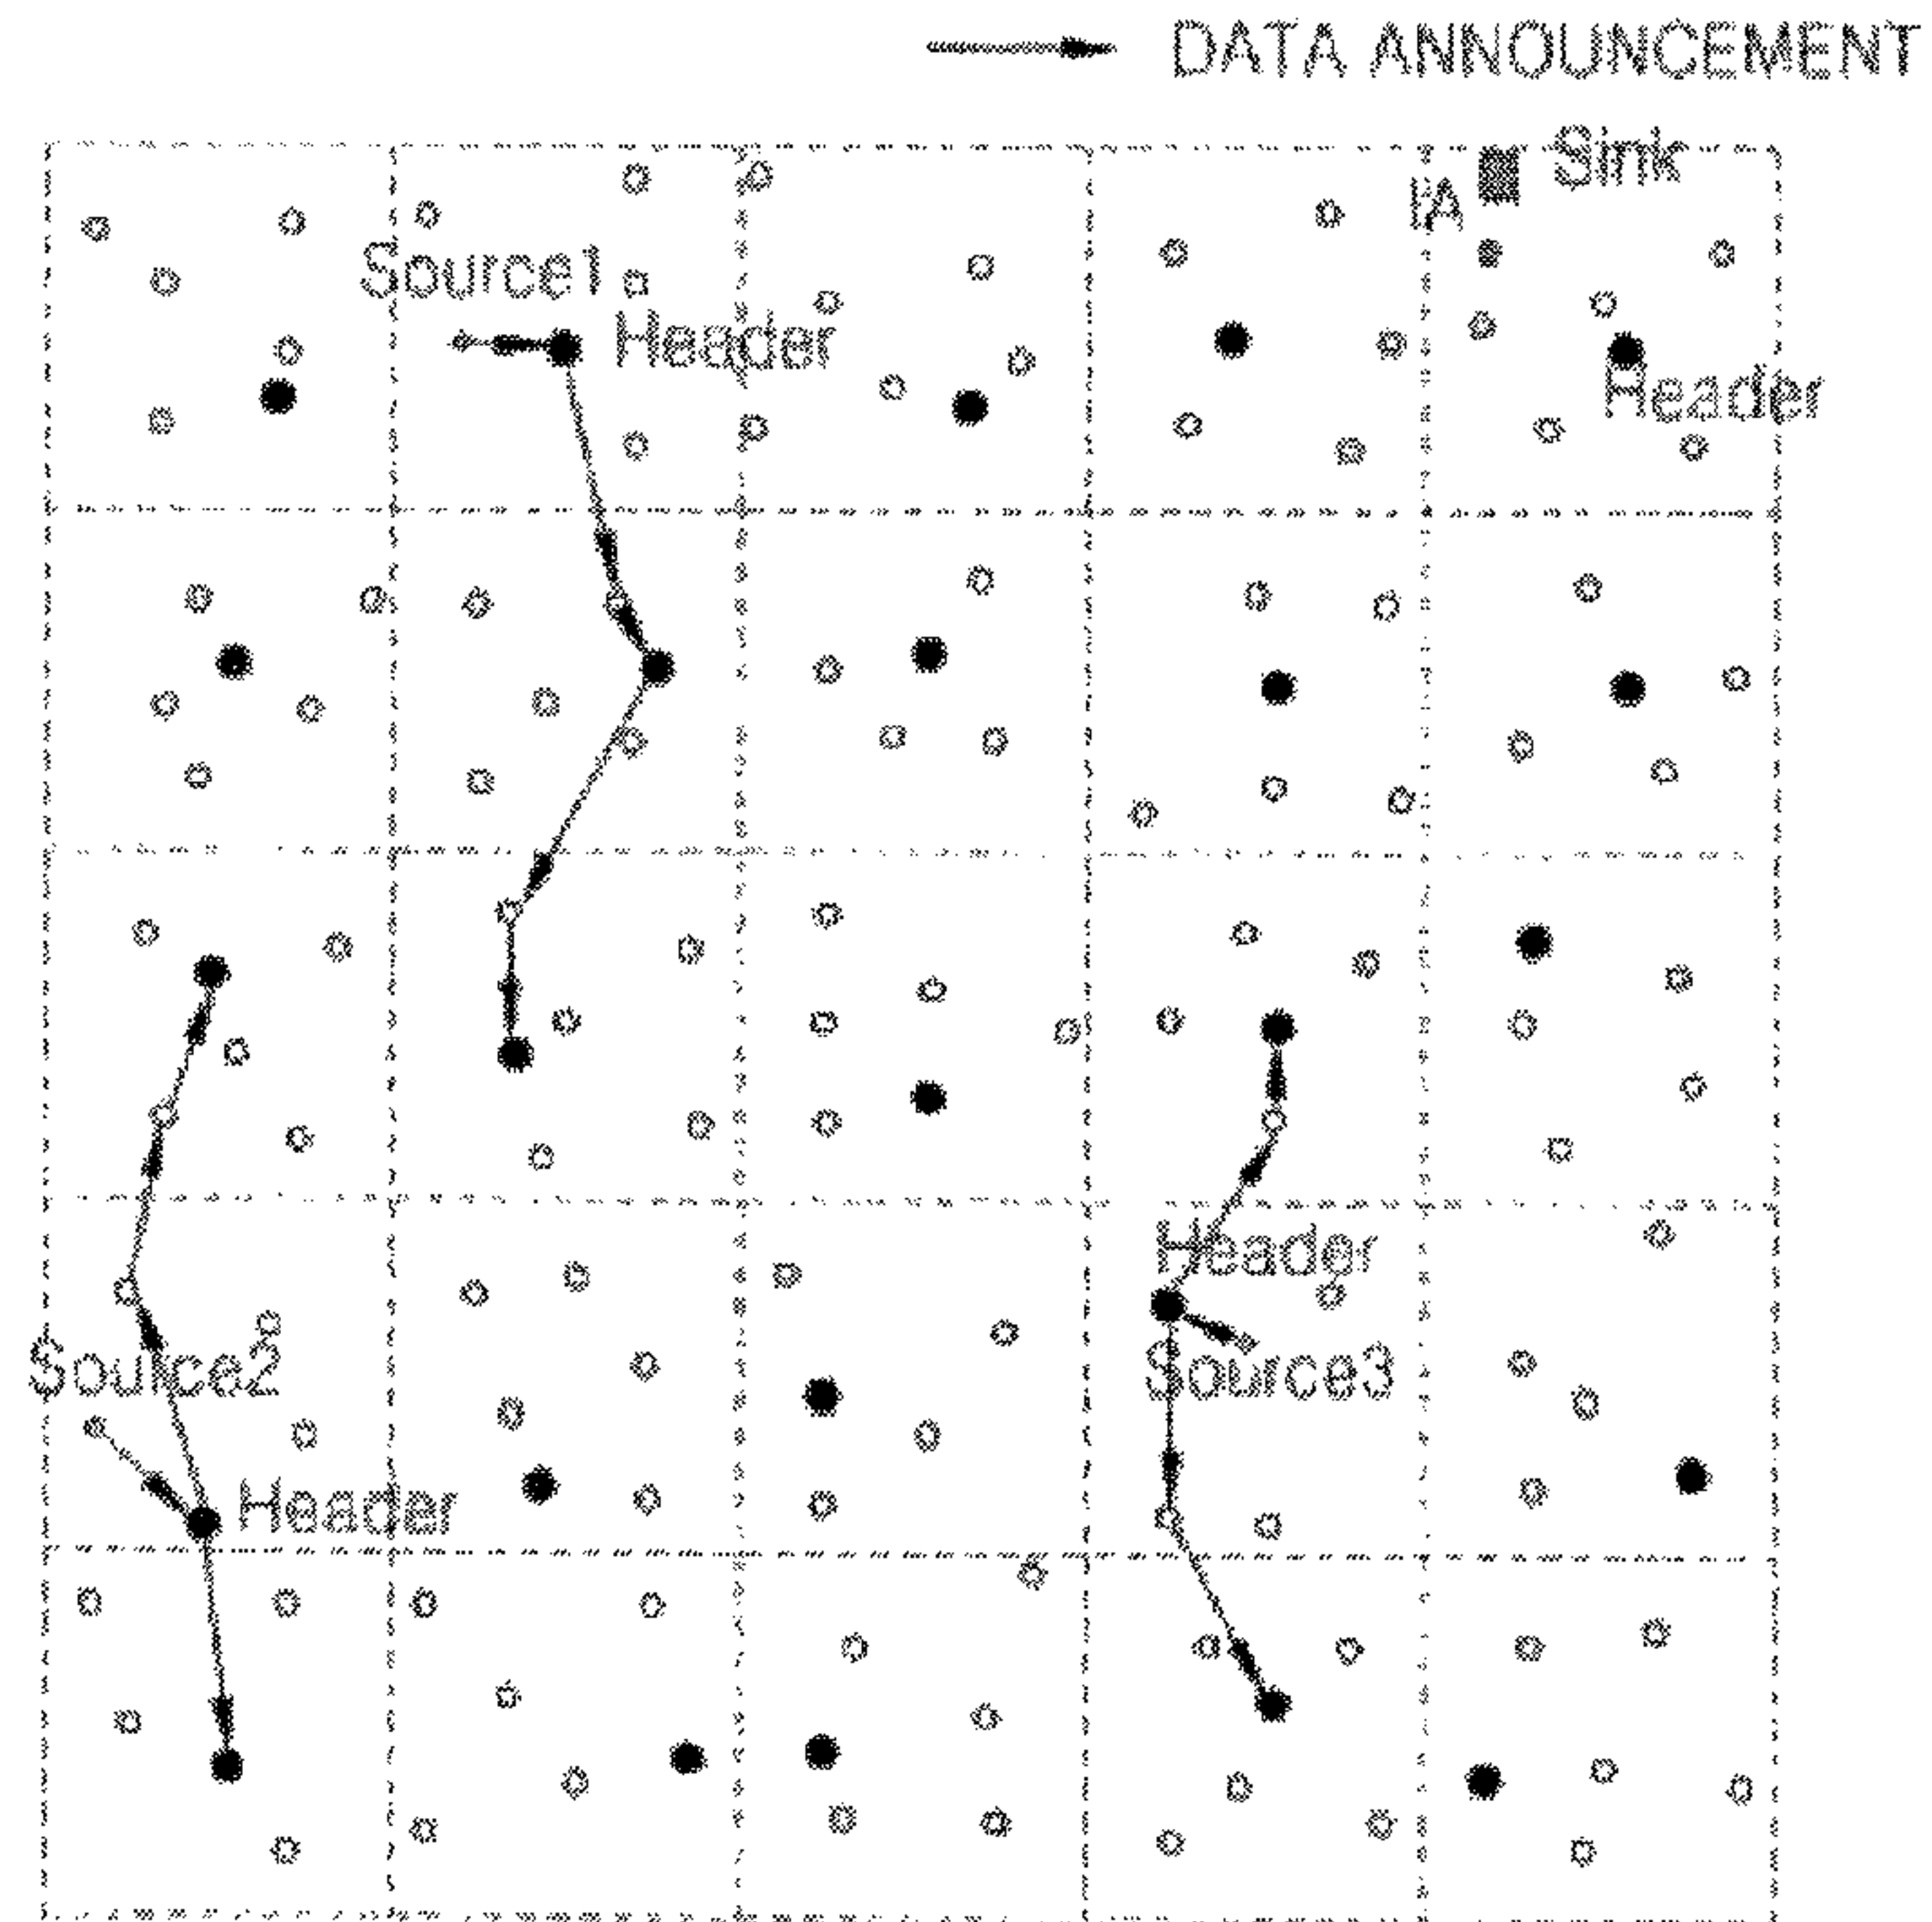 DATA ANNOUNCEMENT
Sink
IA
Source1
Header
Header
Header
Source2
Source3
Header